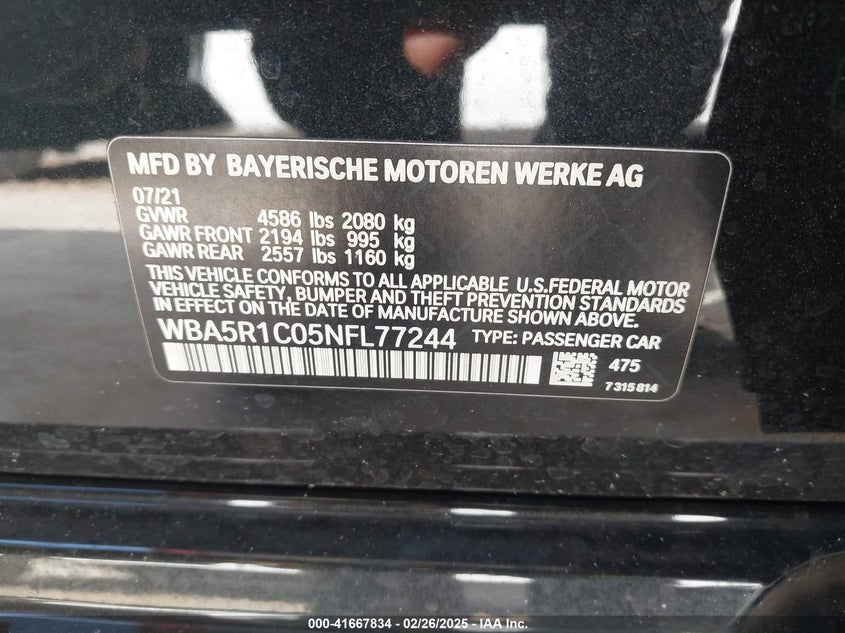 MFD BY BAYERISCHE MOTOREN WERKE AG
07/21
GVWR 4586 lbs 2080 kg
GAWR FRONT 2194 lbs 995 kg
GAWR REAR 2557 lbs 1160 kg
THIS VEHICLE CONFORMS TO ALL APPLICABLE U.S.FEDERAL MOTOR
VEHICLE SAFETY, BUMPER AND THEFT PREVENTION STANDARDS
IN EFFECT ON THE DATE OF MANUFACTURE SHOWN ABOVE.
WBA5R1C05NFL77244 TYPE: PASSENGER CAR
475
7315814
000-41667834 - 02/26/2025 - IAA, LLC